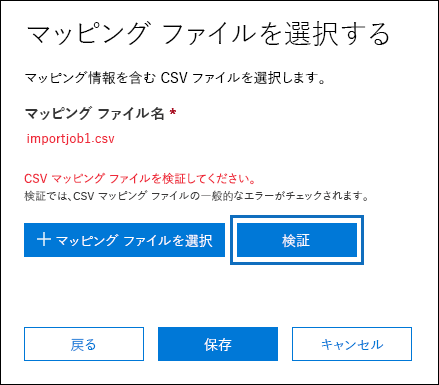 マッピング ファイルを選択する
マッピング情報を含む CSV ファイルを選択します。
マッピング ファイル名 *
importjob1.csv
CSV マッピング ファイルを検証してください。
検証では、CSV マッピング ファイルの一般的なエラーがチェックされます。
＋ マッピング ファイルを選択 検証
戻る 保存 キャンセル